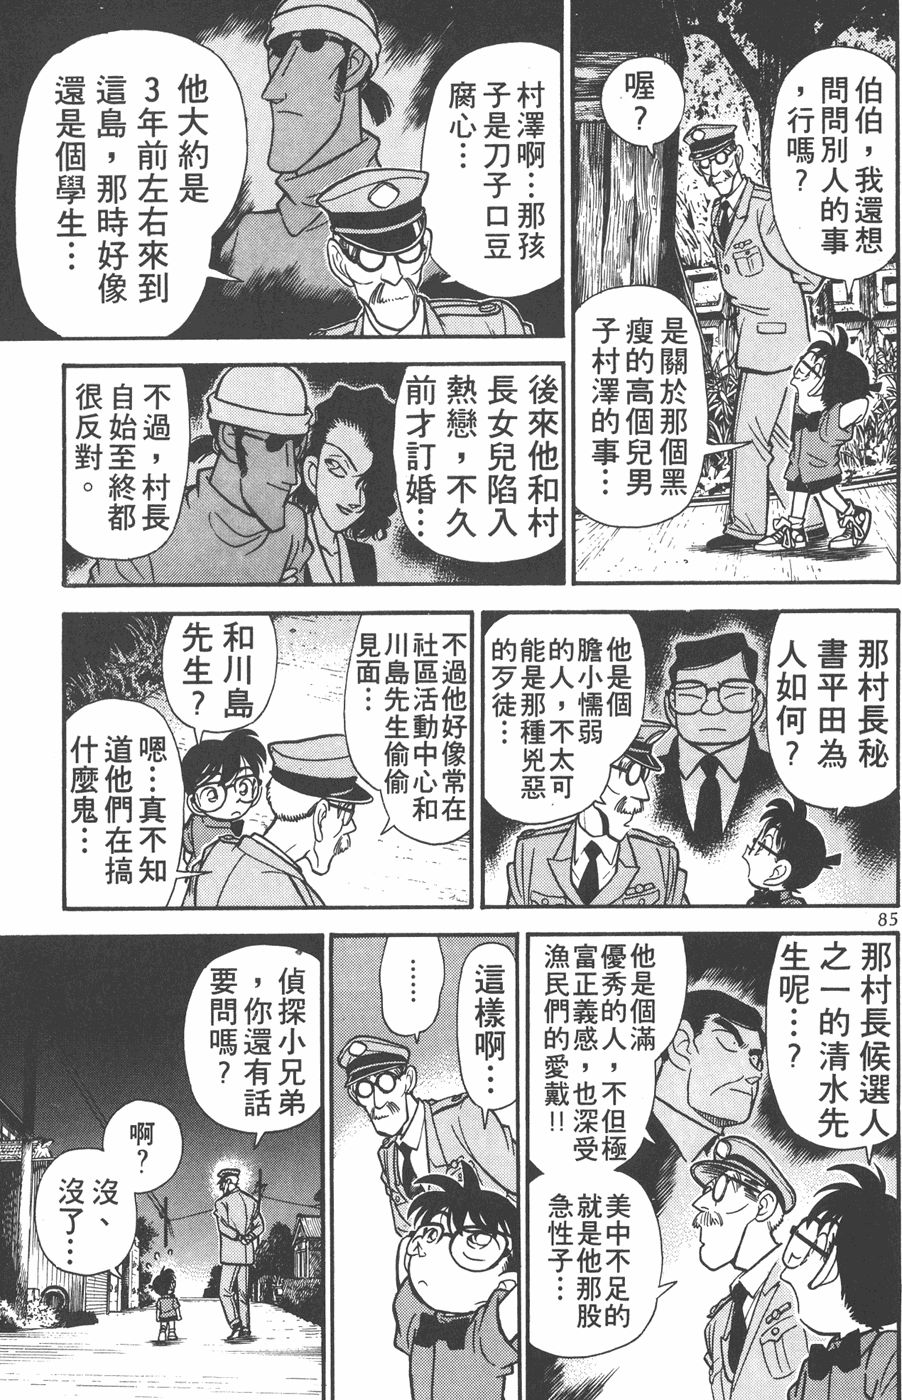 伯伯，我還想
問問別人的事
，行嗎？
喔？
是關於那個黑
瘦的高個兒男
子村澤的事…
村澤啊…那孩
子是刀子口豆
腐心…
他大約是
3年前左右來到
這島，那時好像
還是個學生…
後來他和村
長女兒陷入
熱戀，不久
前才訂婚…
不過，村長
自始至終都
很反對。
那村長秘
書平田為
人如何？
他是個
膽小懦弱
的人，不太可
能是那種兇惡
的歹徒…
不過他好像常在
社區活動中心和
川島先生偷偷
見面…
和川島
先生？
嗯…真不知
道他們在搞
什麼鬼…
85
那村長候選人
之一的清水先
生呢…？
他是個滿
優秀的人，不但極
富正義感，也深受
漁民們的愛戴!!
美中不足的
就是他那股
急性子…
這樣啊…
……
偵探小兄弟
，你還有話
要問嗎？
啊？
沒、
沒了…